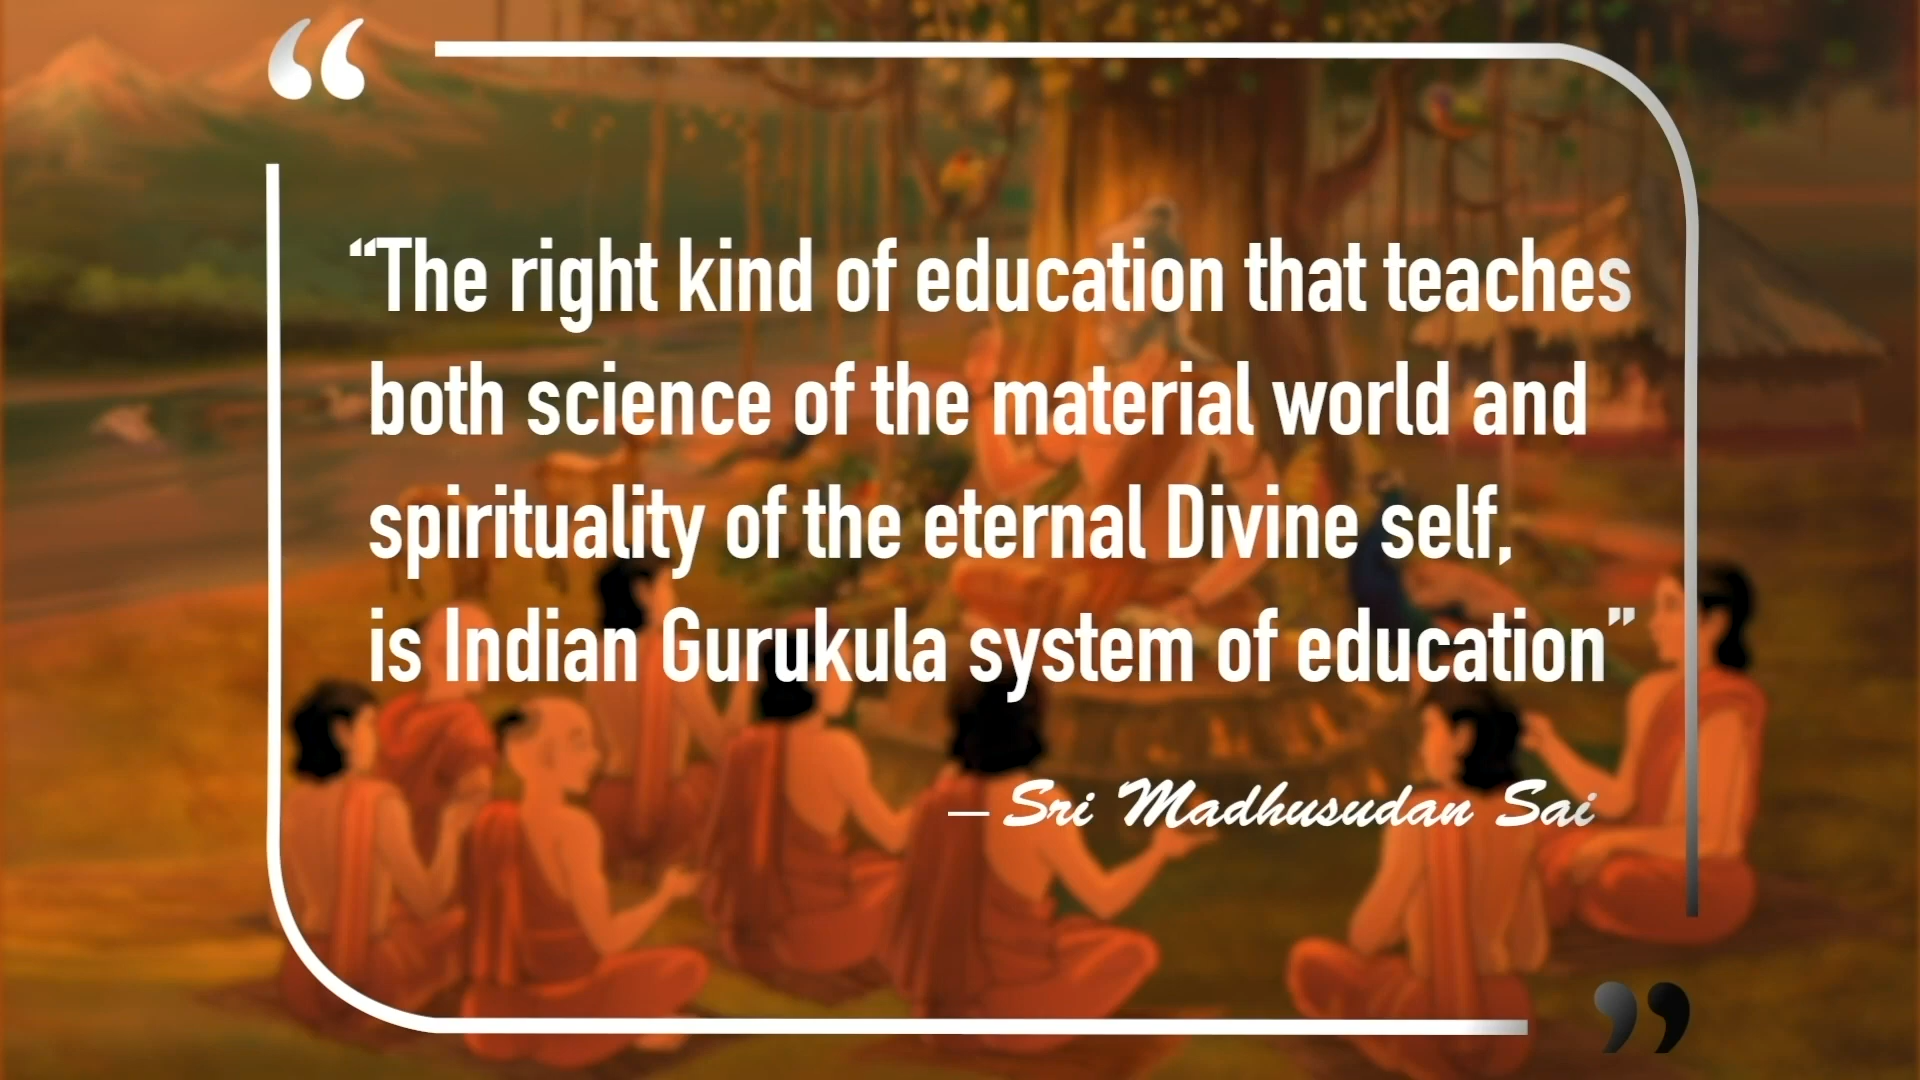 “The right kind of education that teaches
both science of the material world and
spirituality of the eternal Divine self,
is Indian Gurukula system of education”
— Sri Madhusudan Sai